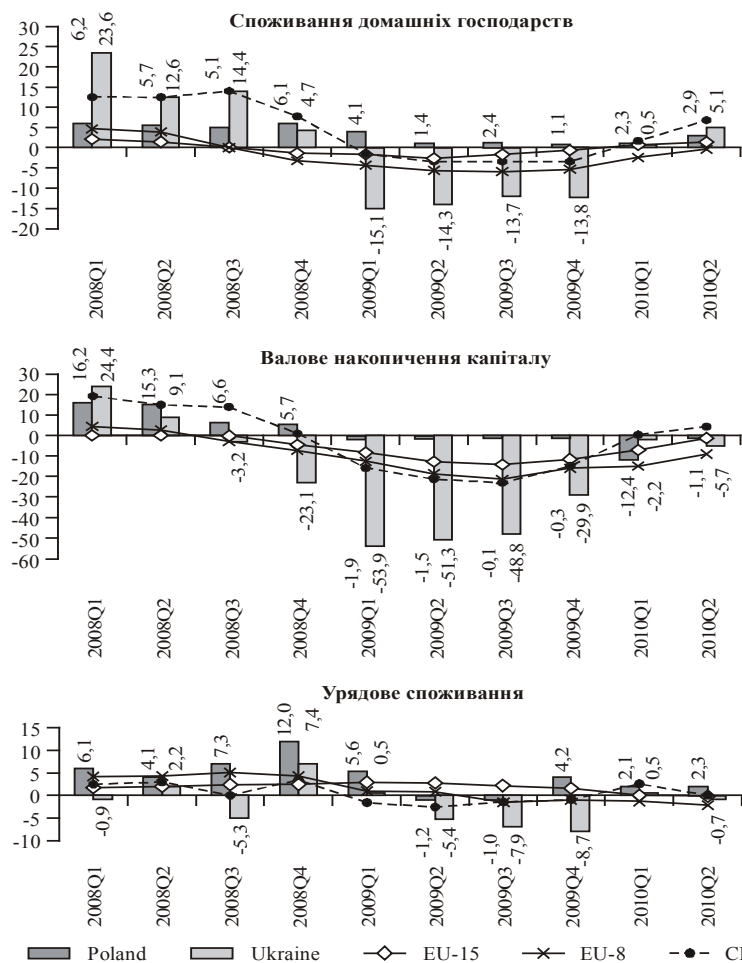 Споживання домашніх господарств
6,2 23,6 5,7 12,6 5,1 14,4 6,1 4,7 4,1 1,4 2,4 1,1 2,3 0,5 2,9 5,1
30
25
20
15
10
5
0
-5
-10
-15
-20
-15,1 -14,3 -13,7 -13,8
2008Q1 2008Q2 2008Q3 2008Q4 2009Q1 2009Q2 2009Q3 2009Q4 2010Q1 2010Q2
Валове накопичення капіталу
16,2 24,4 15,3 9,1 6,6 5,7
30
20
10
0
-10
-20
-30
-40
-50
-60
-3,2 -23,1 -1,9 -53,9 -1,5 -51,3 -0,1 -48,8 -0,3 -29,9 -12,4 -2,2 -1,1 -5,7
2008Q1 2008Q2 2008Q3 2008Q4 2009Q1 2009Q2 2009Q3 2009Q4 2010Q1 2010Q2
Урядове споживання
6,1 4,1 2,2 7,3 12,0 7,4 5,6 0,5 4,2 2,1 0,5 2,3
15
10
5
0
-5
-10
-0,9 -5,3 -1,2 -5,4 -1,0 -7,9 -8,7 -0,7
2008Q1 2008Q2 2008Q3 2008Q4 2009Q1 2009Q2 2009Q3 2009Q4 2010Q1 2010Q2
Poland Ukraine EU-15 EU-8